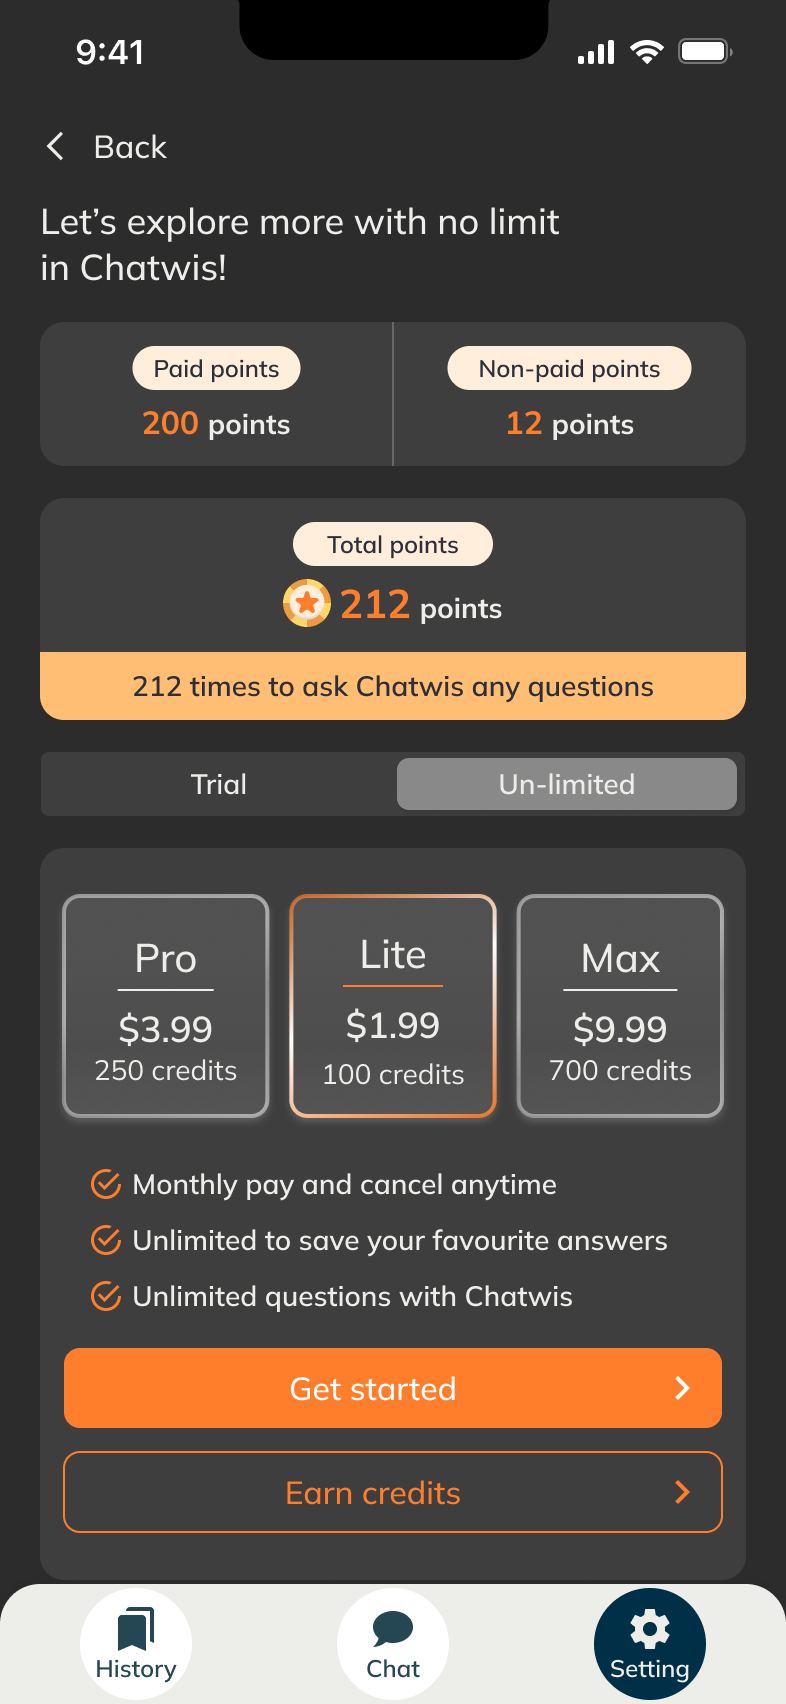 9:41
Back
Let's explore more with no limit
in Chatwis!
Paid points
200 points
Non-paid points
12 points
Total points
212 points
212 times to ask Chatwis any questions
Trial
Un-limited
Pro
$3.99
250 credits
Lite
$1.99
100 credits
Max
$9.99
700 credits
Monthly pay and cancel anytime
Unlimited to save your favourite answers
Unlimited questions with Chatwis
Get started
Earn credits
History
Chat
Setting